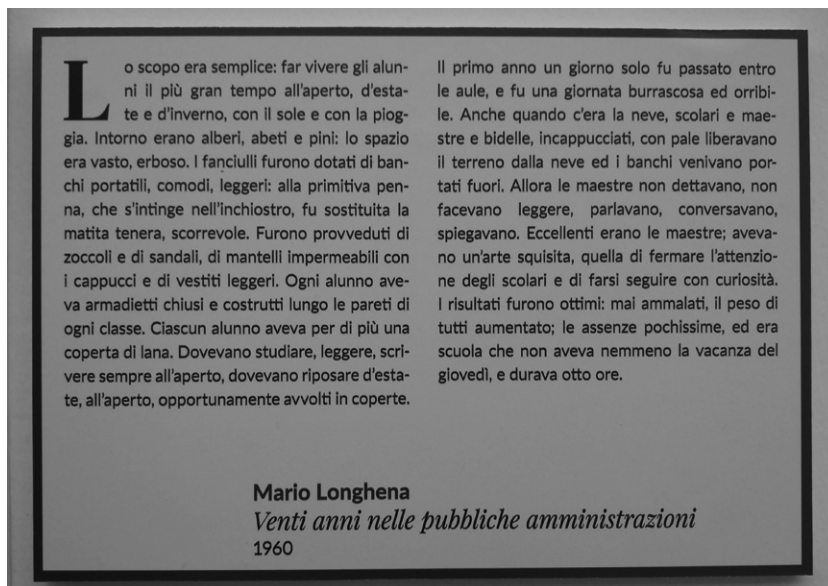 Lo scopo era semplice: far vivere gli alun-
ni il più gran tempo all'aperto, d'esta-
te e d'inverno, con il sole e con la piog-
gia. Intorno erano alberi, abeti e pini: lo spazio
era vasto, erboso. I fanciulli furono dotati di ban-
chi portatili, comodi, leggeri: alla primitiva pen-
na, che s'intinge nell'inchiostro, fu sostituita la
matita tenera, scorrevole. Furono provveduti di
zoccoli e di sandali, di mantelli impermeabili con
i cappucci e di vestiti leggeri. Ogni alunno ave-
va armadietti chiusi e costrutti lungo le pareti di
ogni classe. Ciascun alunno aveva per di più una
coperta di lana. Dovevano studiare, leggere, scri-
vere sempre all'aperto, dovevano riposare d'esta-
te, all'aperto, opportunamente avvolti in coperte.
Il primo anno un giorno solo fu passato entro
le aule, e fu una giornata burrascosa ed orribi-
le. Anche quando c'era la neve, scolari e mae-
stre e bidelle, incappucciati, con pale liberavano
il terreno dalla neve ed i banchi venivano por-
tati fuori. Allora le maestre non dettavano, non
facevano leggere, parlavano, conversavano,
spiegavano. Eccellenti erano le maestre; aveva-
no un'arte squisita, quella di fermare l'attenzio-
ne degli scolari e di farsi seguire con curiosità.
I risultati furono ottimi: mai ammalati, il peso di
tutti aumentato; le assenze pochissime, ed era
scuola che non aveva nemmeno la vacanza del
giovedì, e durava otto ore.
Mario Longhena
Venti anni nelle pubbliche amministrazioni
1960